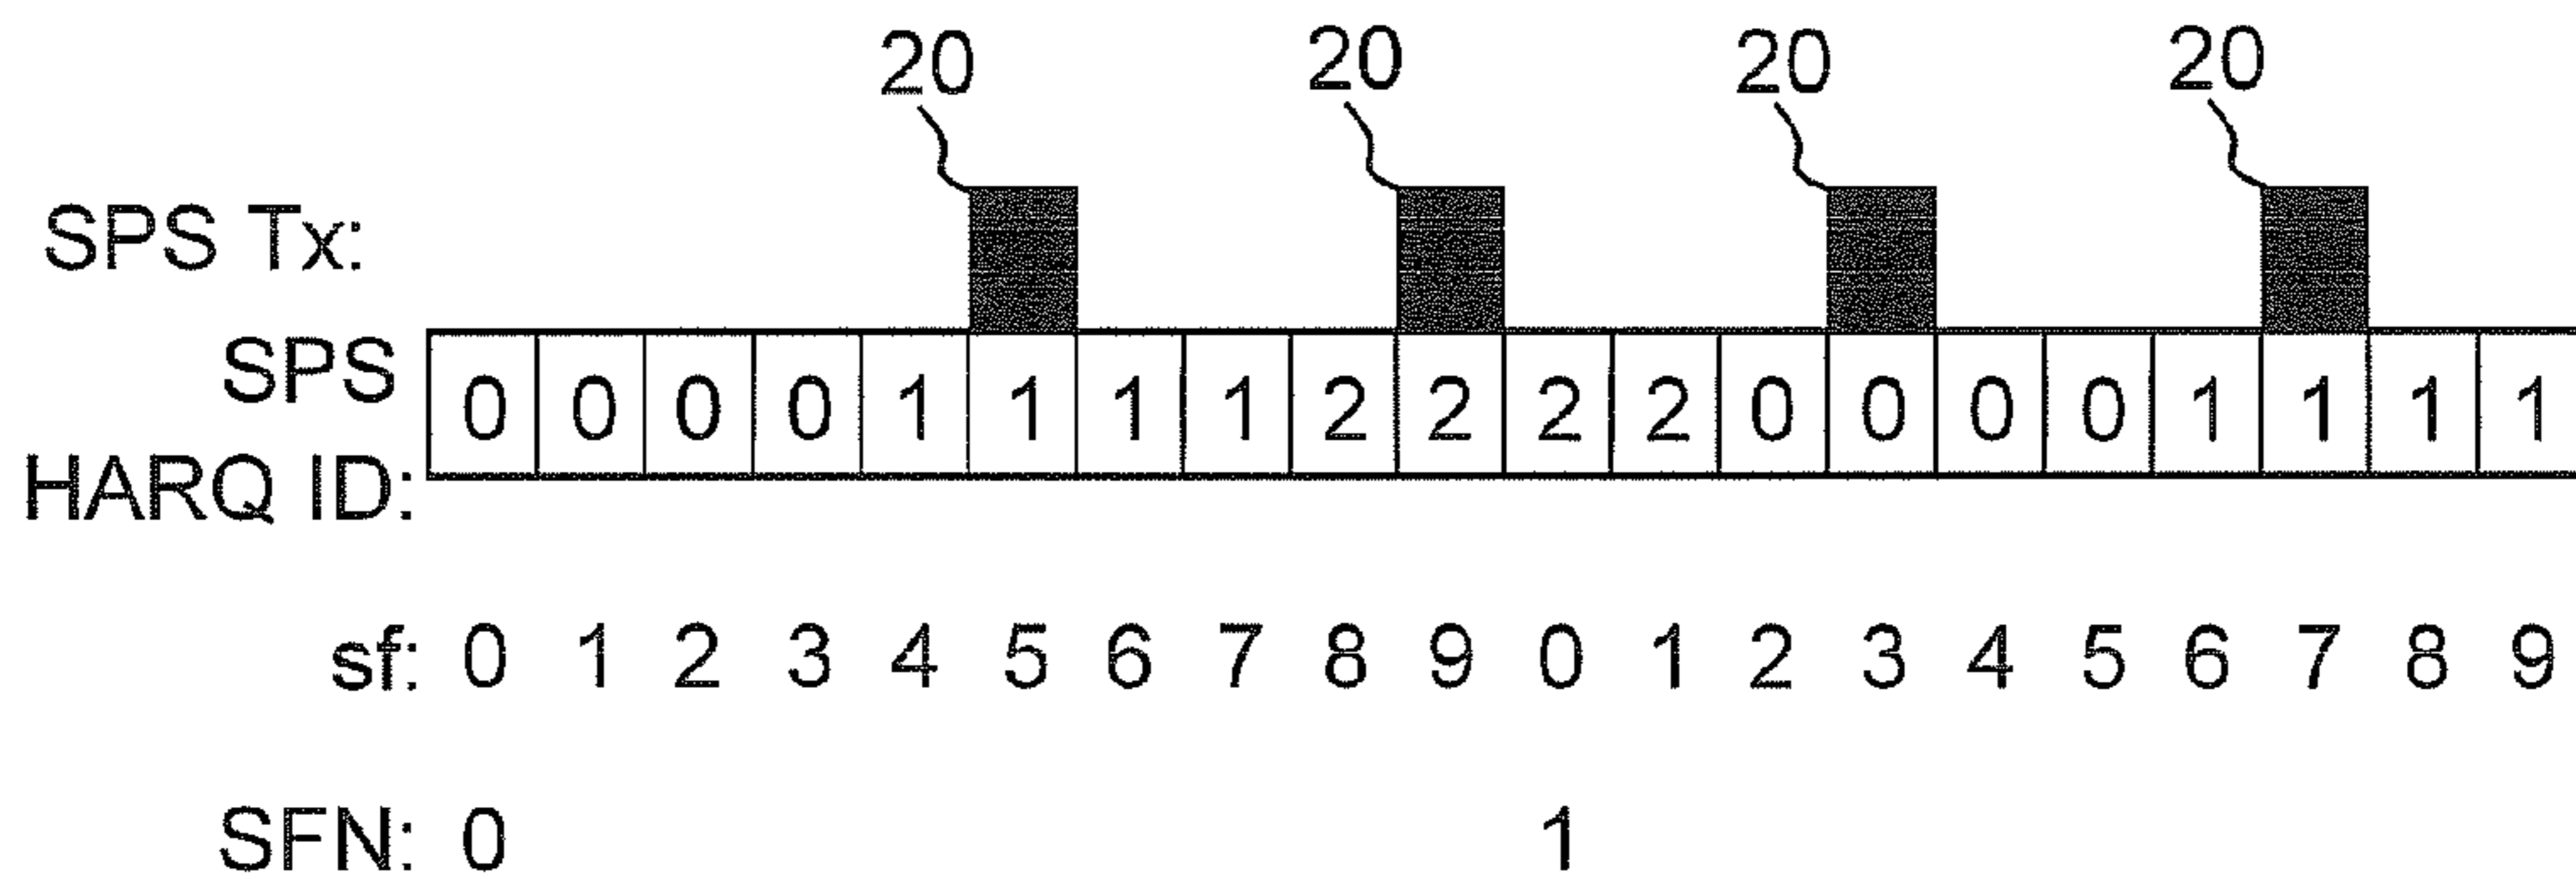 20 20 20 20
SPS Tx:
SPS
HARQ ID:
0 0 0 0 1 1 1 1 2 2 2 2 0 0 0 0 1 1 1 1
sf: 0 1 2 3 4 5 6 7 8 9 0 1 2 3 4 5 6 7 8 9
SFN: 0 1